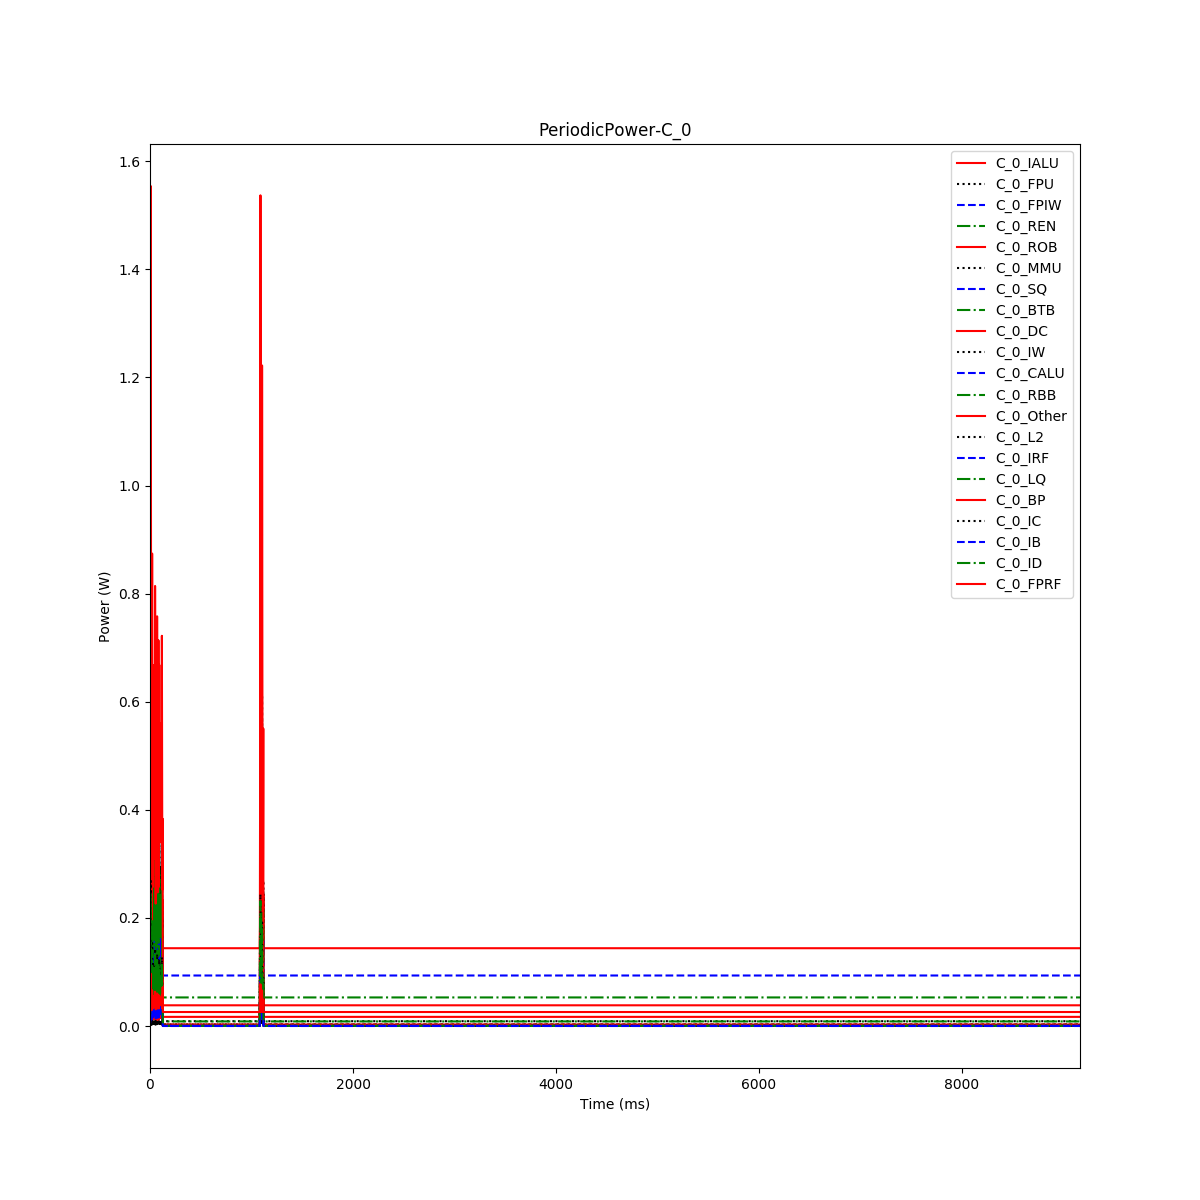 PeriodicPower-C_0
1.6
1.4
1.2
1.0
0.8
0.6
0.4
0.2
0.0
Power (W)
0
2000
4000
6000
8000
Time (ms)
C_0_IALU
C_0_FPU
C_0_FPIW
C_0_REN
C_0_ROB
C_0_MMU
C_0_SQ
C_0_BTB
C_0_DC
C_0_IW
C_0_CALU
C_0_RBB
C_0_Other
C_0_L2
C_0_IRF
C_0_LQ
C_0_BP
C_0_IC
C_0_IB
C_0_ID
C_0_FPRF